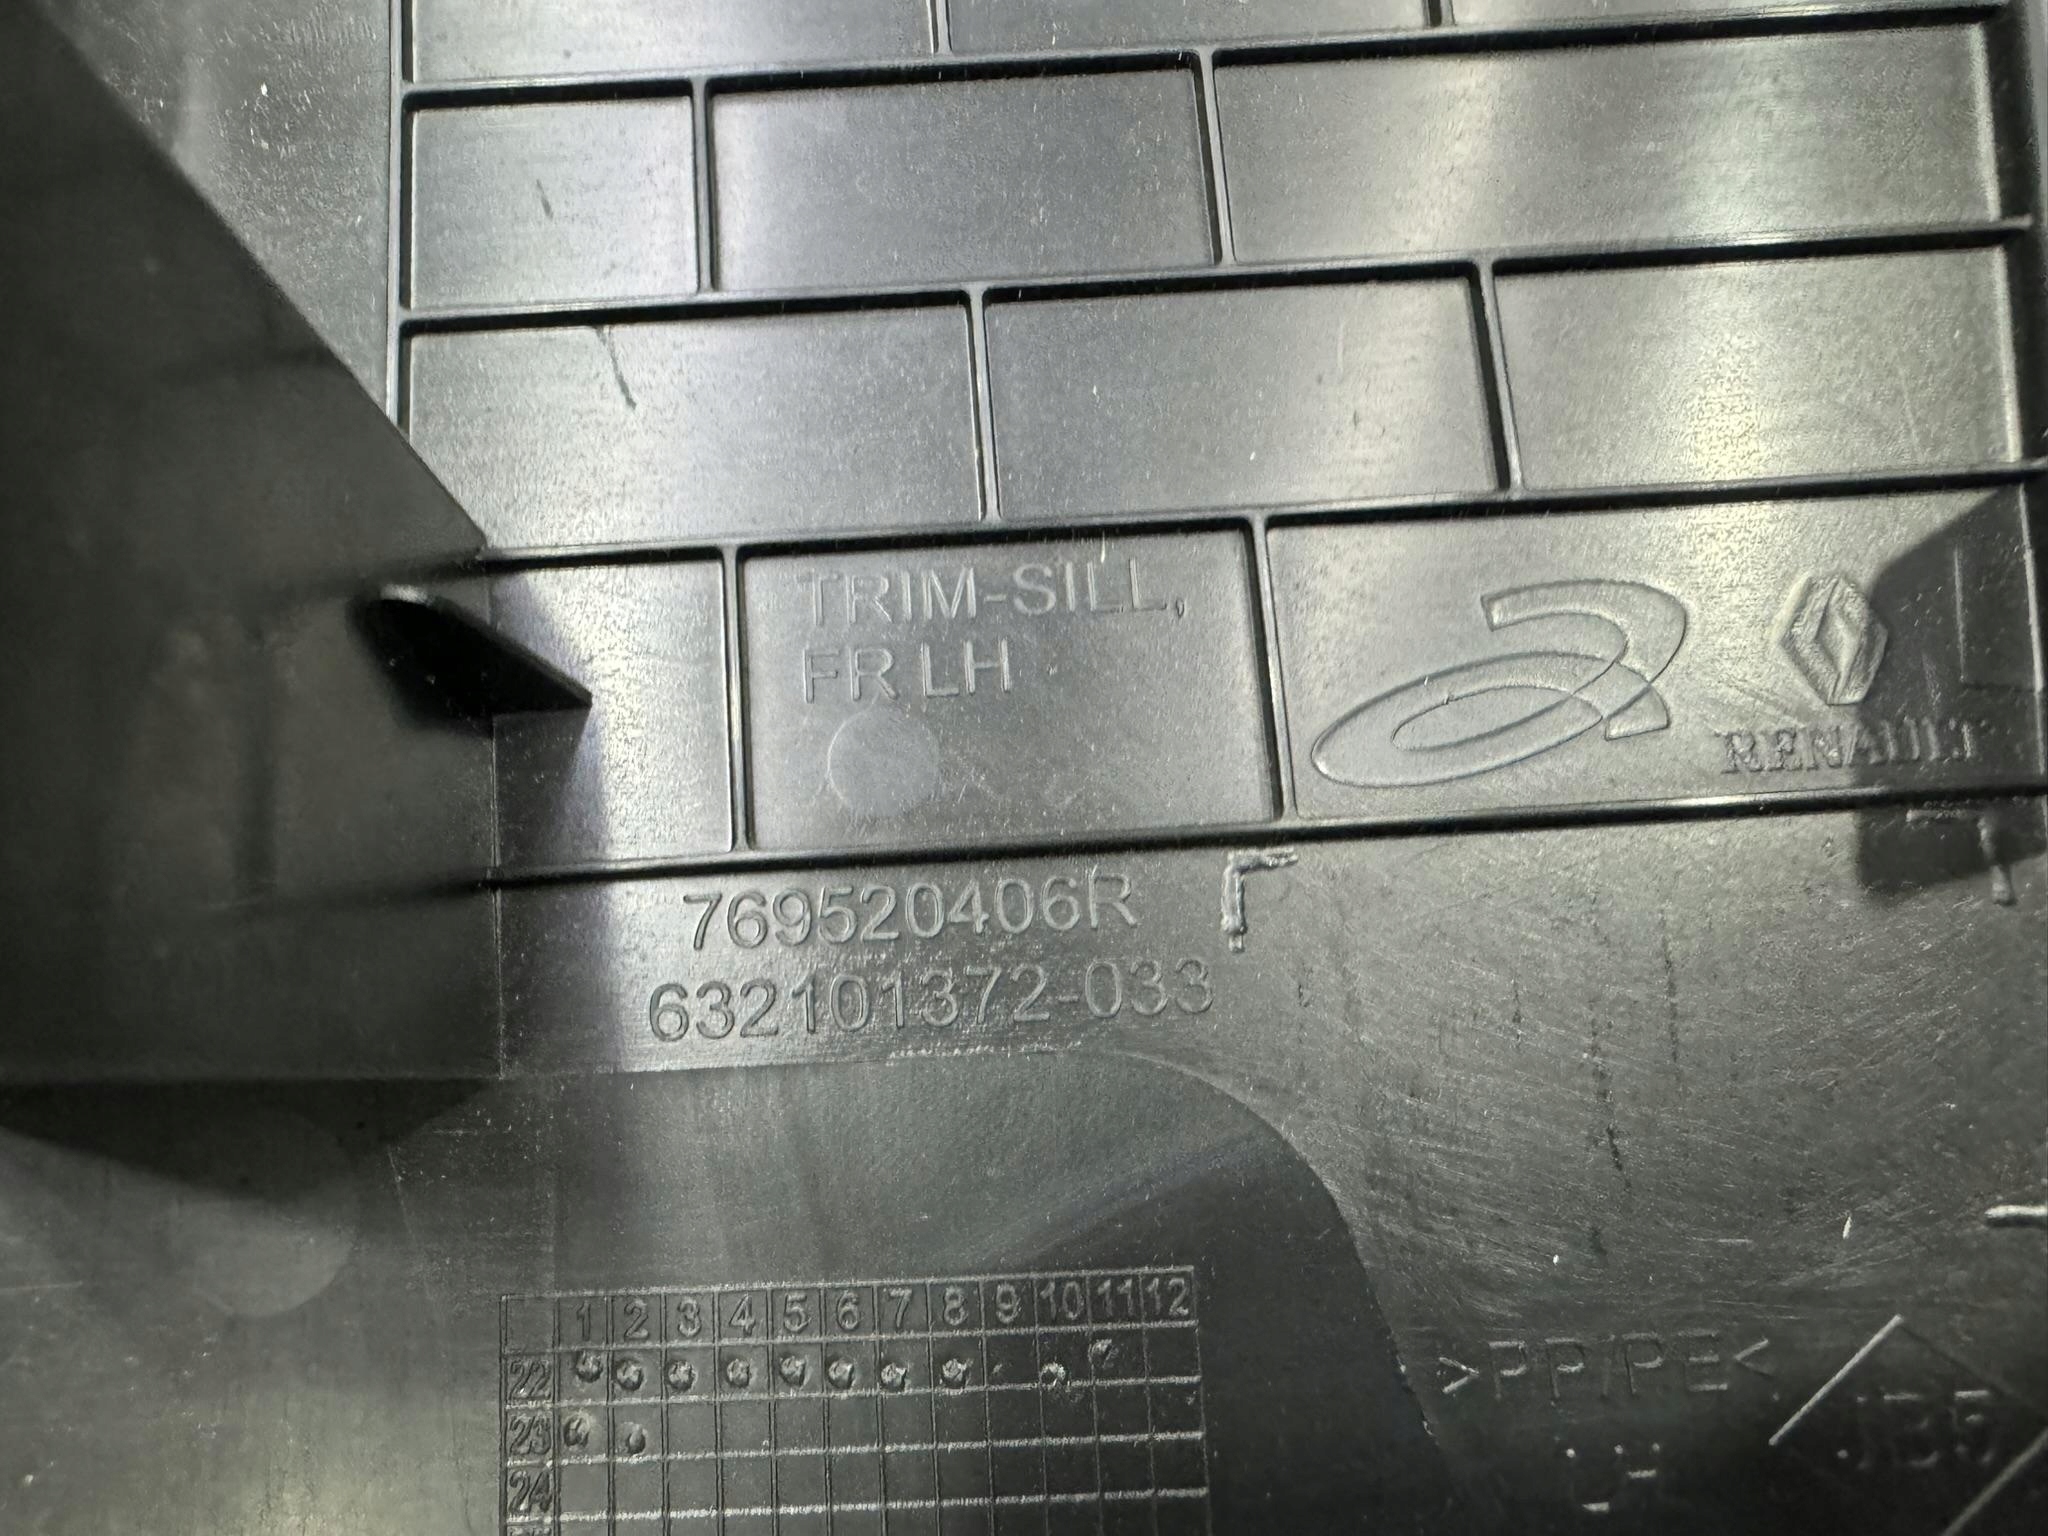 TRIM-SILL,
FR LH
RENAULT
769520406R
632101372-033
1 2 3 4 5 6 7 8 9 10 11 12
22
23
24
>PP/PE<